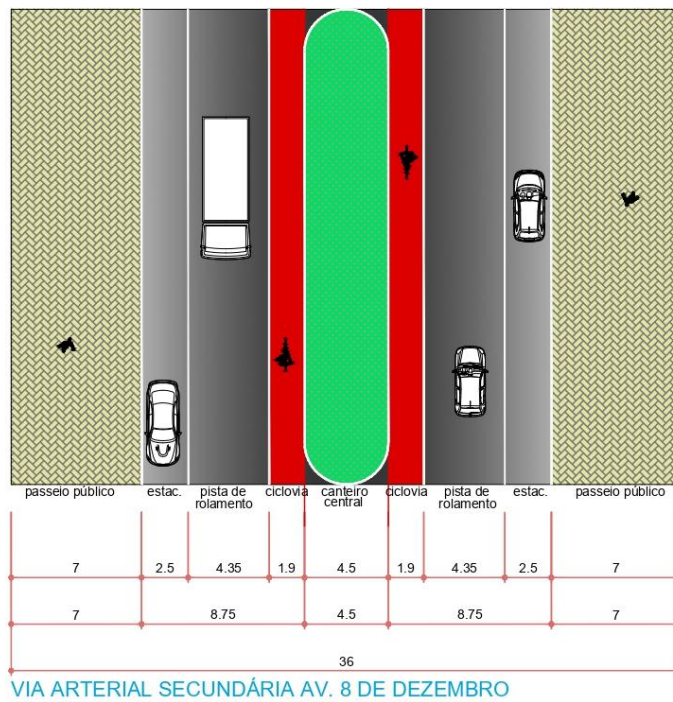 passeio público estac. pista de rolamento ciclovia canteiro central ciclovia pista de rolamento estac. passeio público
7 2.5 4.35 1.9 4.5 1.9 4.35 2.5 7
7 8.75 4.5 8.75 7
36
VIA ARTERIAL SECUNDÁRIA AV. 8 DE DEZEMBRO